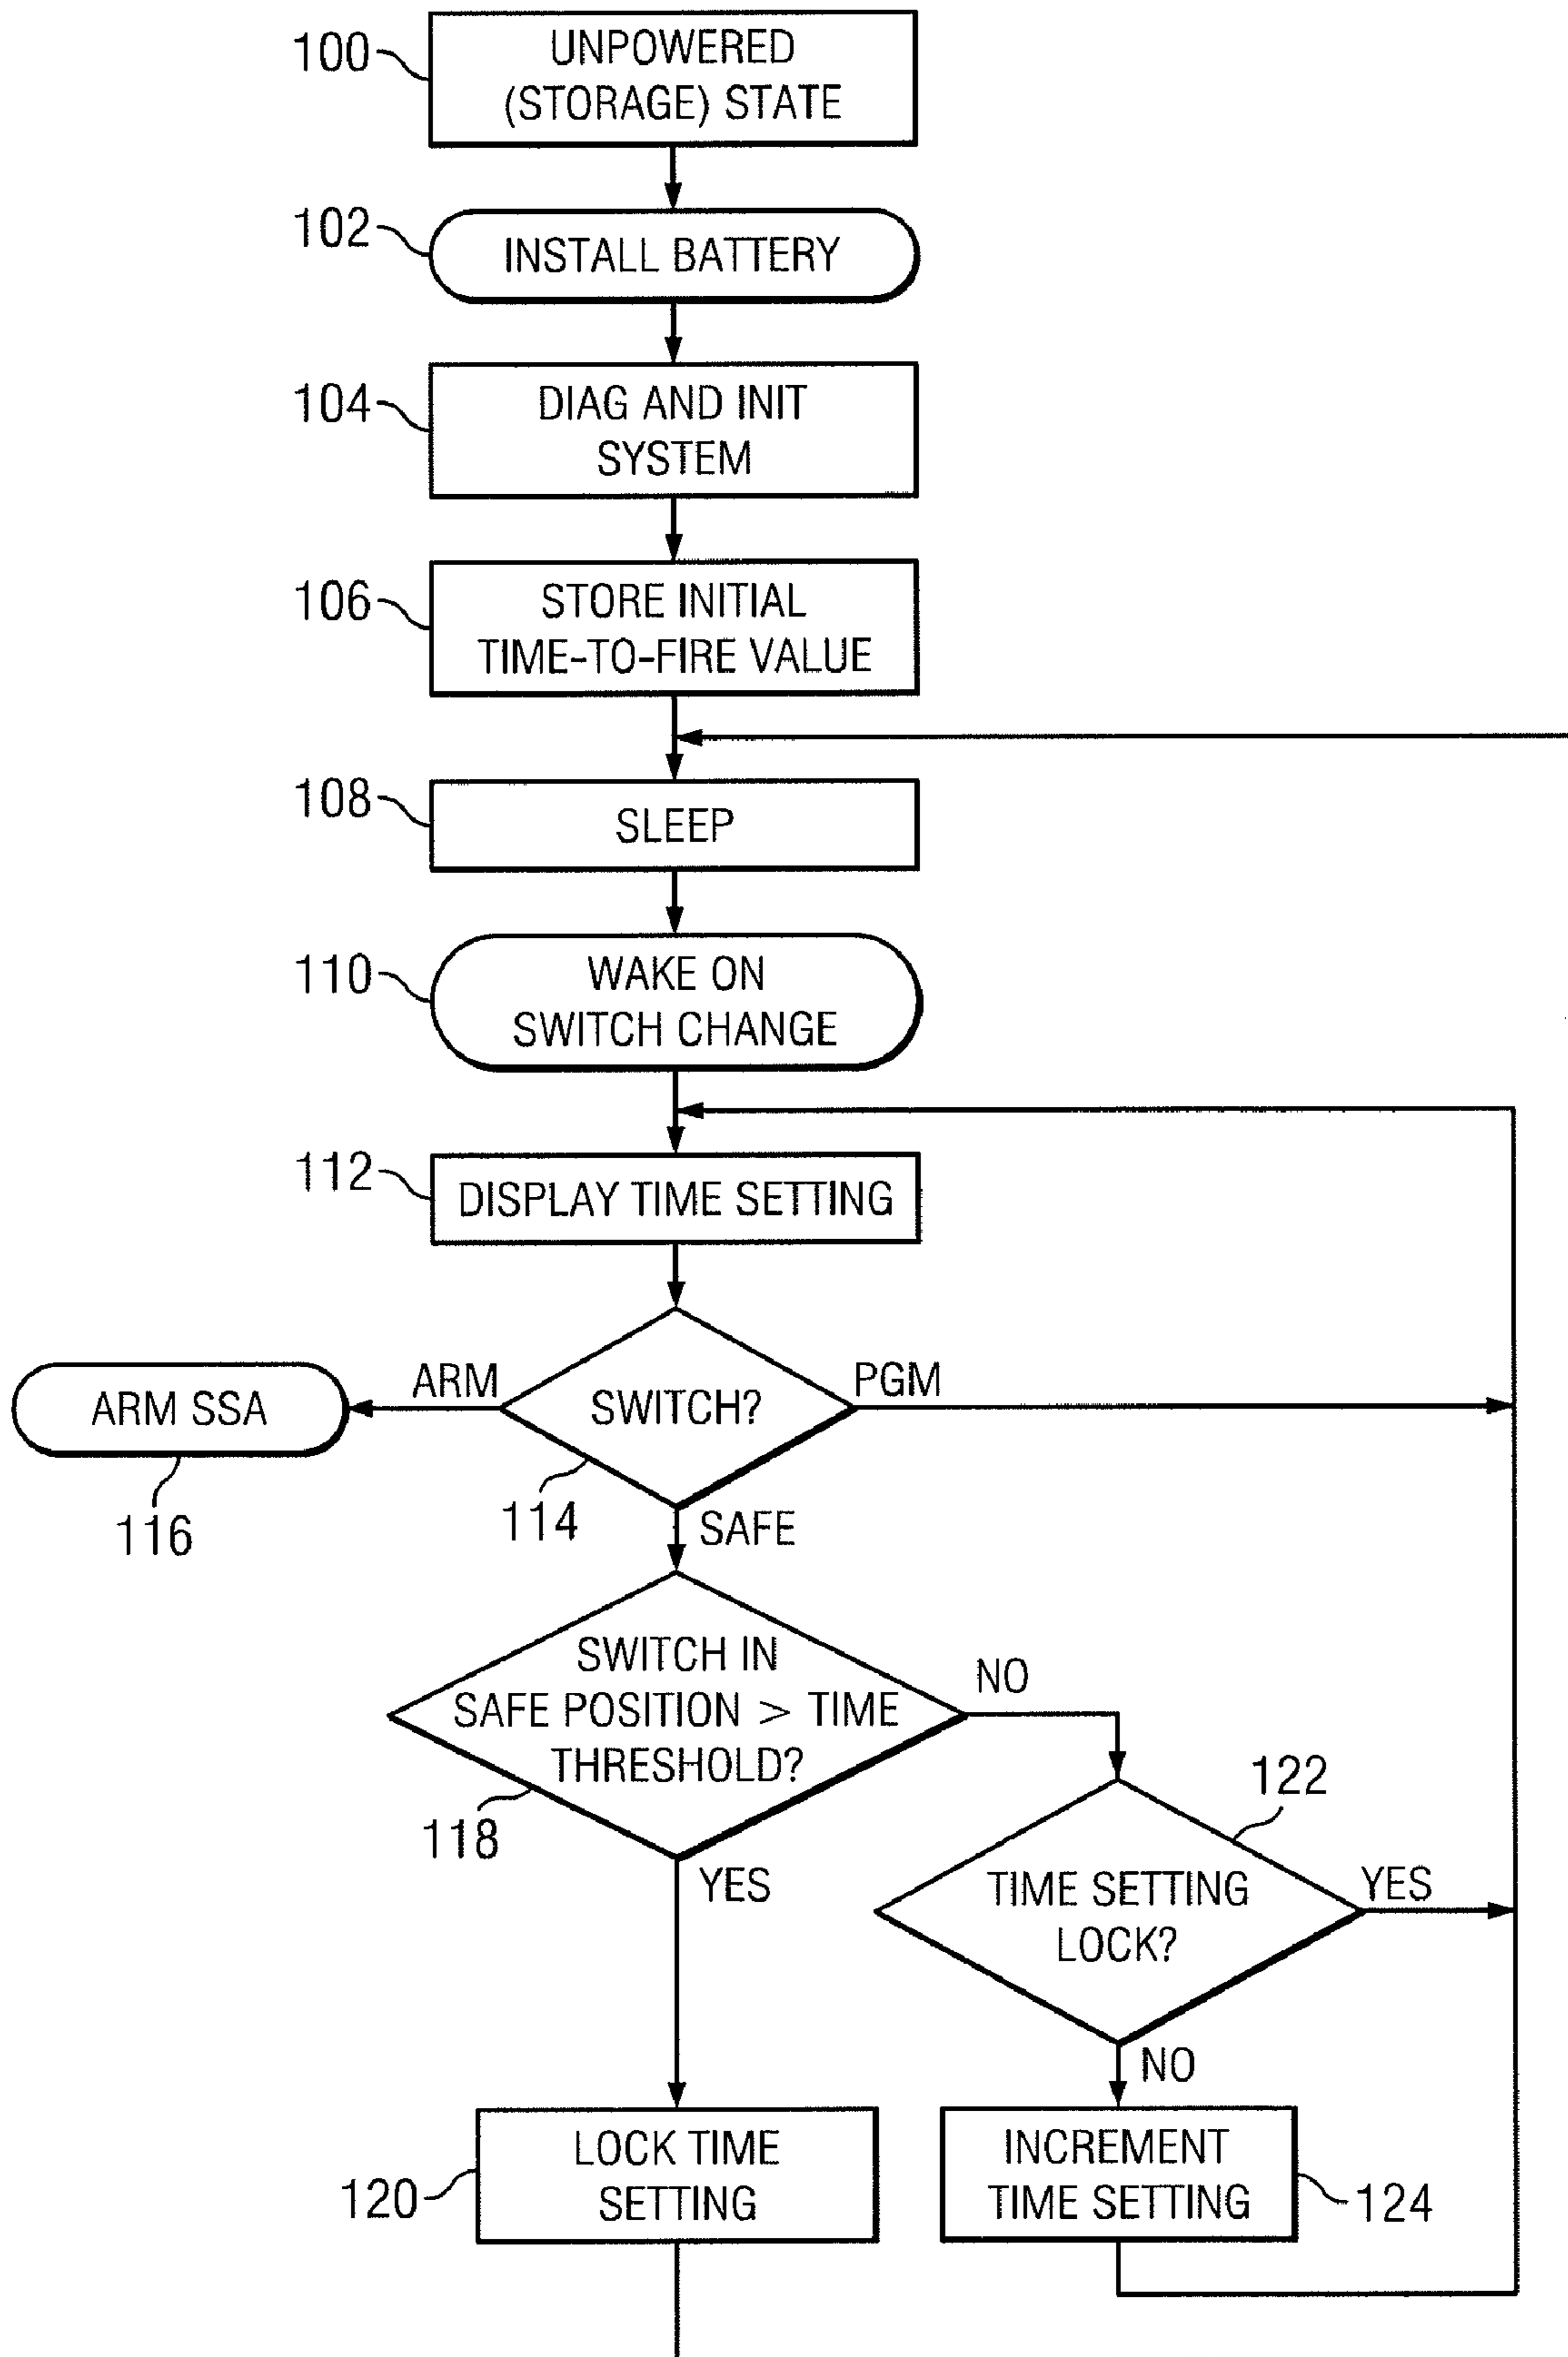 100
UNPOWERED
(STORAGE) STATE
102
INSTALL BATTERY
104
DIAG AND INIT
SYSTEM
106
STORE INITIAL
TIME-TO-FIRE VALUE
108
SLEEP
110
WAKE ON
SWITCH CHANGE
112
DISPLAY TIME SETTING
ARM SSA
ARM
SWITCH?
PGM
116
114
SAFE
SWITCH IN
SAFE POSITION > TIME
THRESHOLD?
NO
118
122
YES
TIME SETTING
LOCK?
YES
NO
LOCK TIME
SETTING
120
INCREMENT
TIME SETTING
124